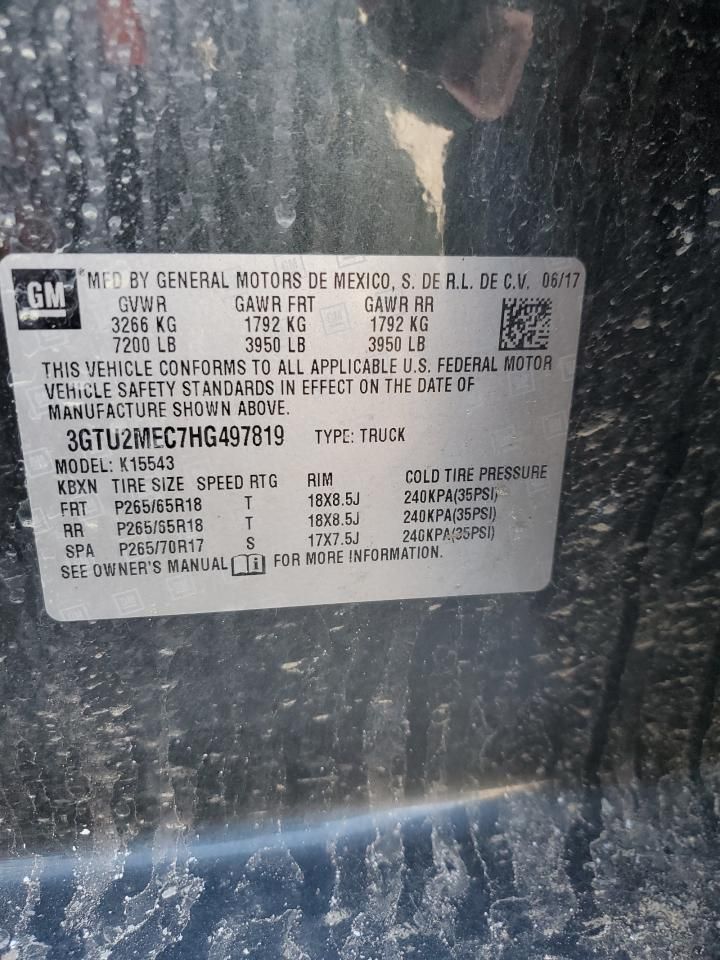 GM MFD BY GENERAL MOTORS DE MEXICO, S. DE R.L. DE C.V. 06/17
GVWR GAWR FRT GAWR RR
3266 KG 1792 KG 1792 KG
7200 LB 3950 LB 3950 LB
THIS VEHICLE CONFORMS TO ALL APPLICABLE U.S. FEDERAL MOTOR
VEHICLE SAFETY STANDARDS IN EFFECT ON THE DATE OF
MANUFACTURE SHOWN ABOVE.
3GTU2MEC7HG497819 TYPE: TRUCK
MODEL: K15543
KBXN TIRE SIZE SPEED RTG RIM COLD TIRE PRESSURE
FRT P265/65R18 T 18X8.5J 240KPA(35PSI)
RR P265/65R18 T 18X8.5J 240KPA(35PSI)
SPA P265/70R17 S 17X7.5J 240KPA(35PSI)
SEE OWNER'S MANUAL FOR MORE INFORMATION.